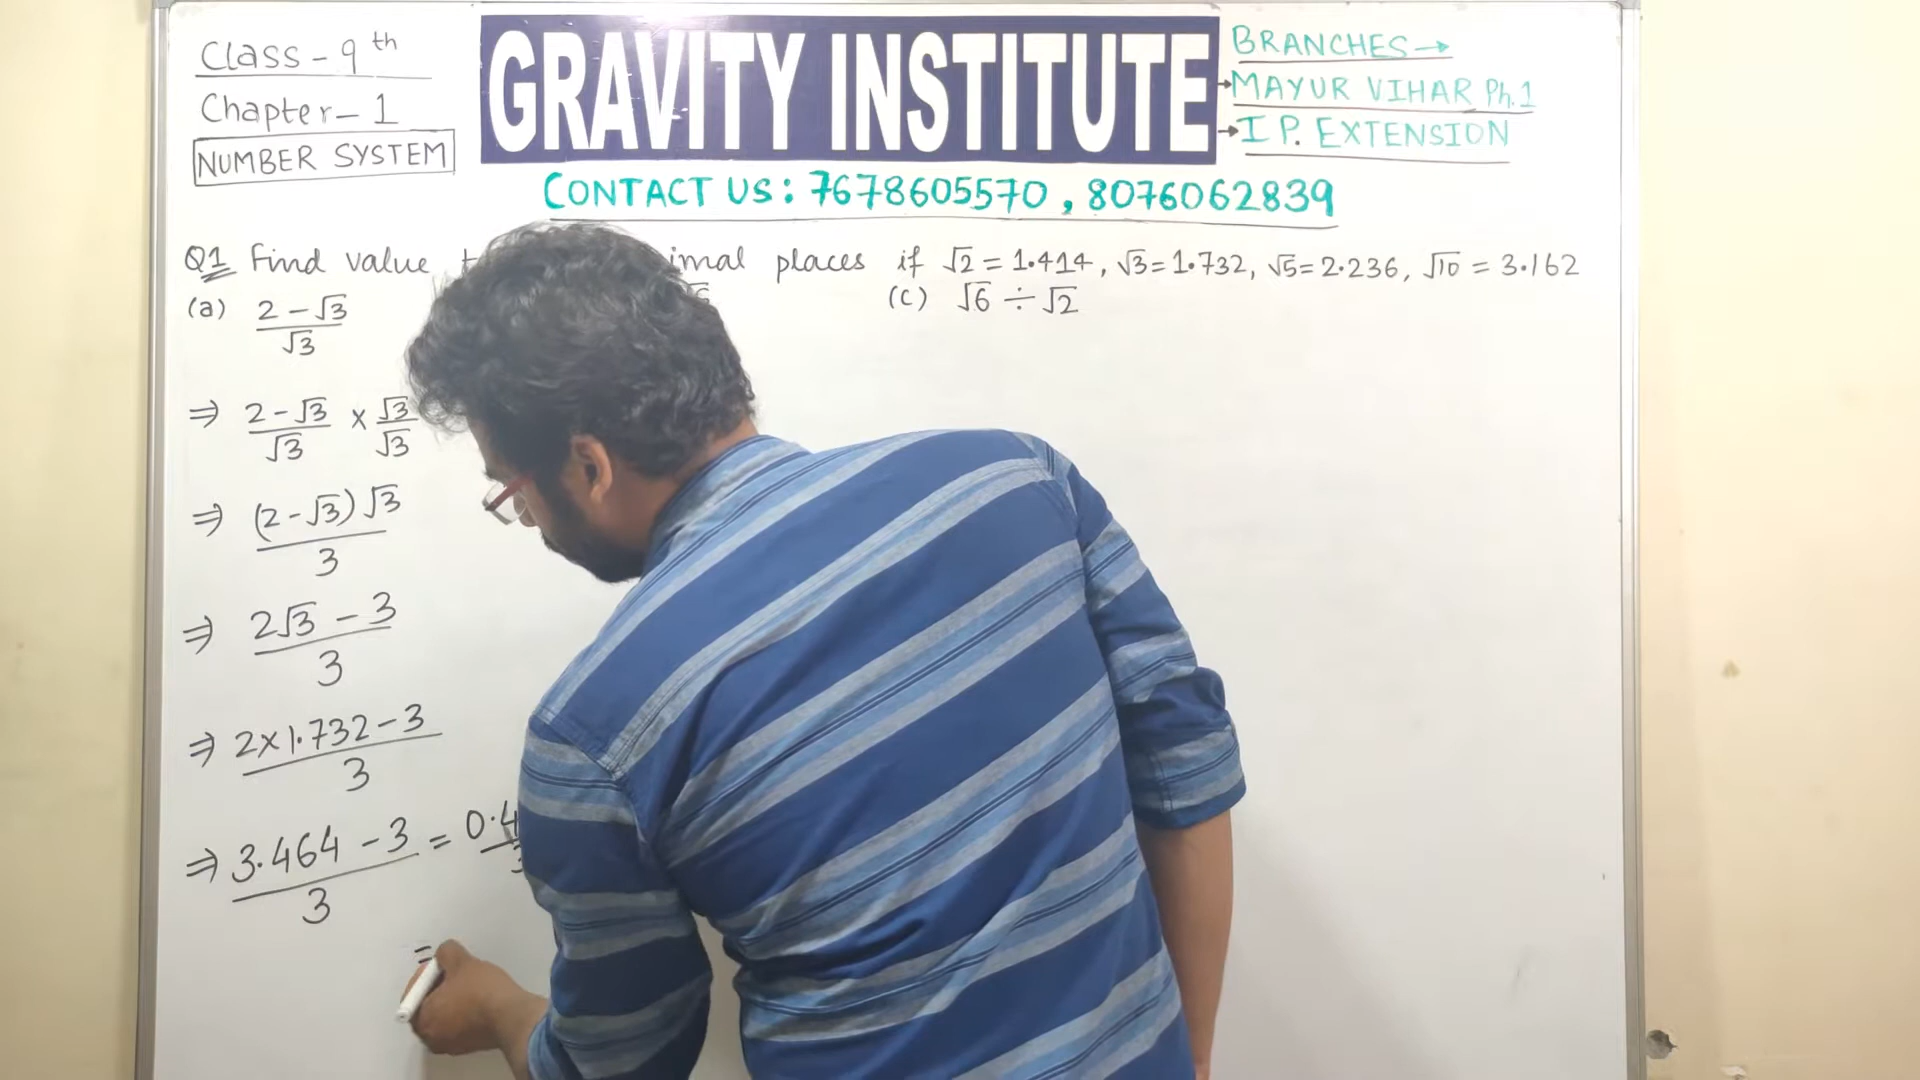 Class - 9th
Chapter - 1
NUMBER SYSTEM
GRAVITY INSTITUTE
BRANCHES →
→ MAYUR VIHAR Ph.1
→ I P. EXTENSION
CONTACT US : 7678605570 , 8076062839
Q1 Find value places if √2 = 1.414, √3 = 1.732, √5 = 2.236, √10 = 3.162
(a) (2 - √3)/√3 (C) √6 ÷ √2
⇒ (2 - √3)/√3 × √3/√3
⇒ (2 - √3)√3/3
⇒ (2√3 - 3)/3
⇒ (2×1.732 - 3)/3
⇒ (3.464 - 3)/3 = 0.4
=